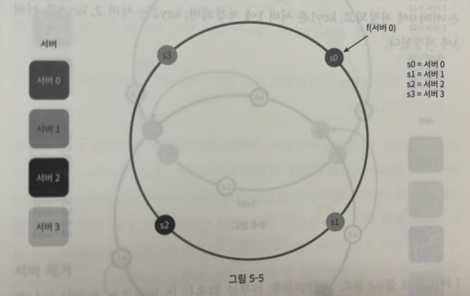 서버
서버 0
서버 1
서버 2
서버 3
s3
s0
s2
s1
f(서버 0)
s0 = 서버 0
s1 = 서버 1
s2 = 서버 2
s3 = 서버 3
그림 5-5